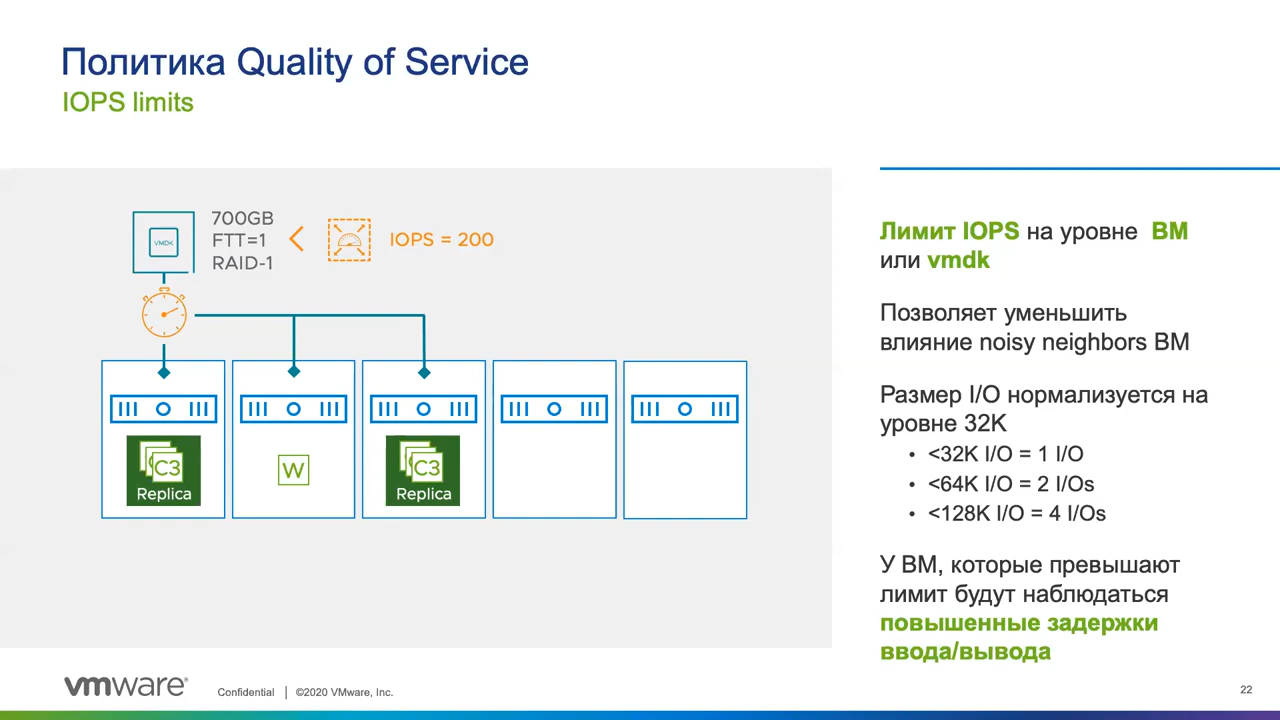 Политика Quality of Service
IOPS limits
VMDK
700GB
FTT=1
RAID-1
IOPS = 200
C3
Replica
W
C3
Replica
Лимит IOPS на уровне ВМ
или vmdk
Позволяет уменьшить
влияние noisy neighbors ВМ
Размер I/O нормализуется на
уровне 32K
• <32K I/O = 1 I/O
• <64K I/O = 2 I/Os
• <128K I/O = 4 I/Os
У ВМ, которые превышают
лимит будут наблюдаться
повышенные задержки
ввода/вывода
vmware®
Confidential | ©2020 VMware, Inc.
22